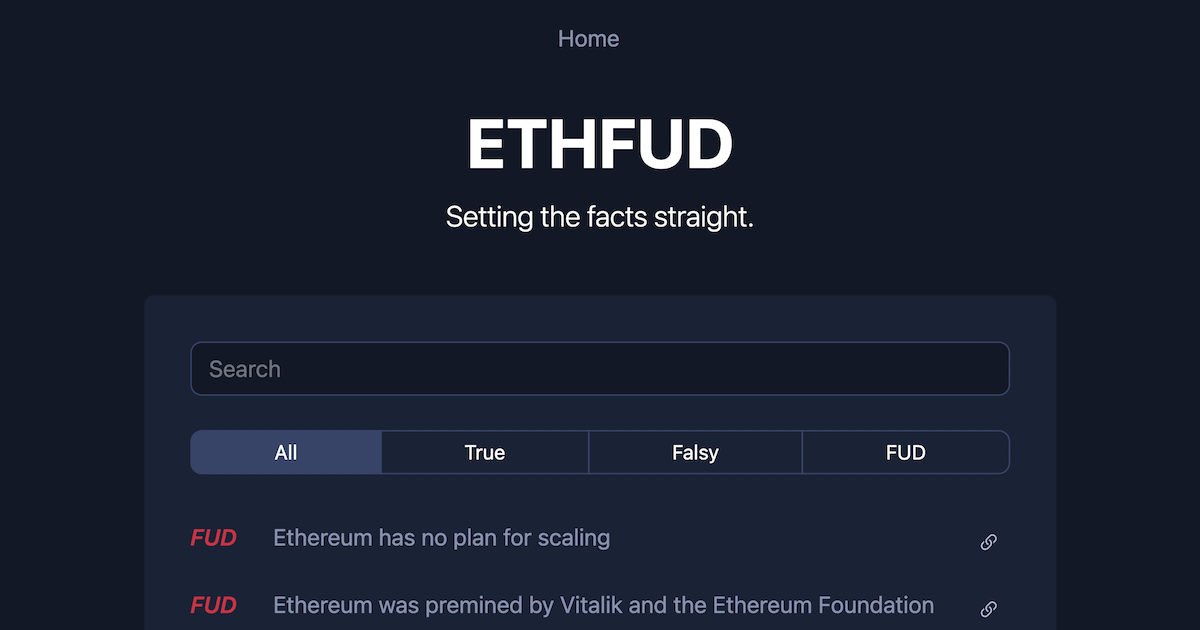 Home
ETHFUD
Setting the facts straight.
Search
All True Falsy FUD
FUD Ethereum has no plan for scaling
FUD Ethereum was premined by Vitalik and the Ethereum Foundation